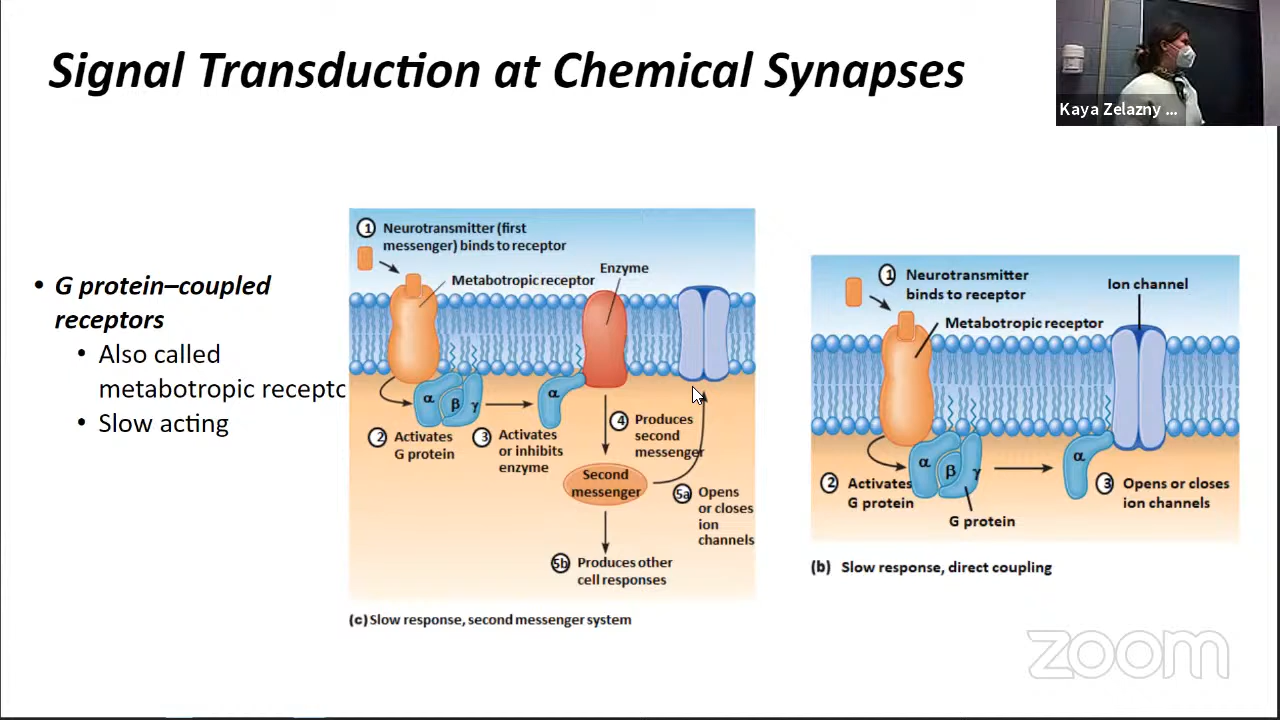 Signal Transduction at Chemical Synapses
Kaya Zelazny ...
• G protein–coupled
receptors
• Also called
metabotropic receptc
• Slow acting
1 Neurotransmitter (first
messenger) binds to receptor
Metabotropic receptor
Enzyme
α
β
γ
α
2 Activates
G protein
3 Activates
or inhibits
enzyme
4 Produces
second
messenger
Second
messenger
5a Opens
or closes
ion
channels
5b Produces other
cell responses
(c) Slow response, second messenger system
1 Neurotransmitter
binds to receptor
Ion channel
Metabotropic receptor
α
β
γ
α
2 Activates
G protein
G protein
3 Opens or closes
ion channels
(b) Slow response, direct coupling
zoom